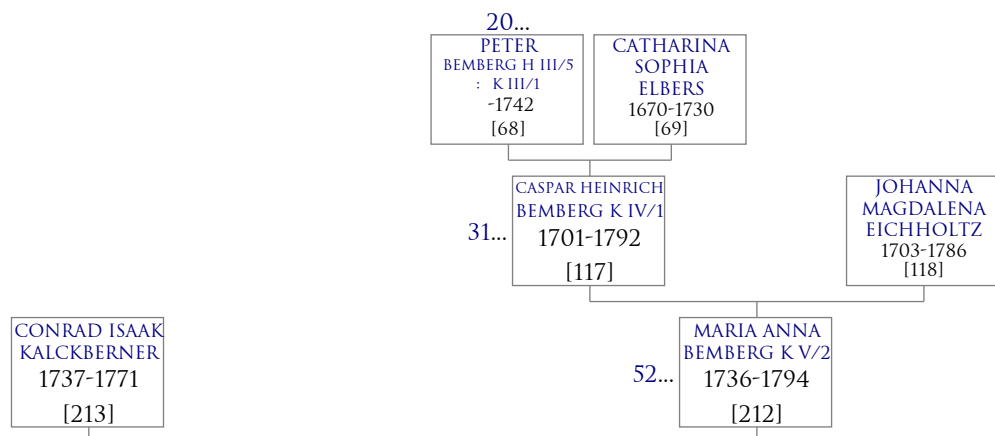 20...
PETER
BEMBERG H III/5
: K III/1
-1742
[68]
CATHARINA
SOPHIA
ELBERS
1670-1730
[69]
CASPAR HEINRICH
BEMBERG K IV/1
31...
1701-1792
[117]
JOHANNA
MAGDALENA
EICHHOLTZ
1703-1786
[118]
CONRAD ISAAK
KALCKBERNER
1737-1771
[213]
MARIA ANNA
BEMBERG K V/2
52...
1736-1794
[212]